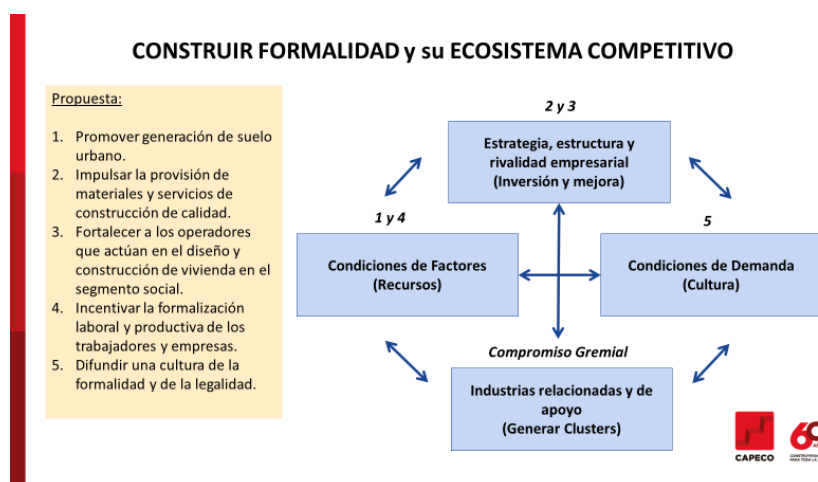 CONSTRUIR FORMALIDAD y su ECOSISTEMA COMPETITIVO
Propuesta:
1. Promover generación de suelo
urbano.
2. Impulsar la provisión de
materiales y servicios de
construcción de calidad.
3. Fortalecer a los operadores
que actúan en el diseño y
construcción de vivienda en el
segmento social.
4. Incentivar la formalización
laboral y productiva de los
trabajadores y empresas.
5. Difundir una cultura de la
formalidad y de la legalidad.
2 y 3
Estrategia, estructura y
rivalidad empresarial
(Inversión y mejora)
1 y 4
Condiciones de Factores
(Recursos)
5
Condiciones de Demanda
(Cultura)
Compromiso Gremial
Industrias relacionadas y de
apoyo
(Generar Clusters)
CAPECO
PARA TODA LA